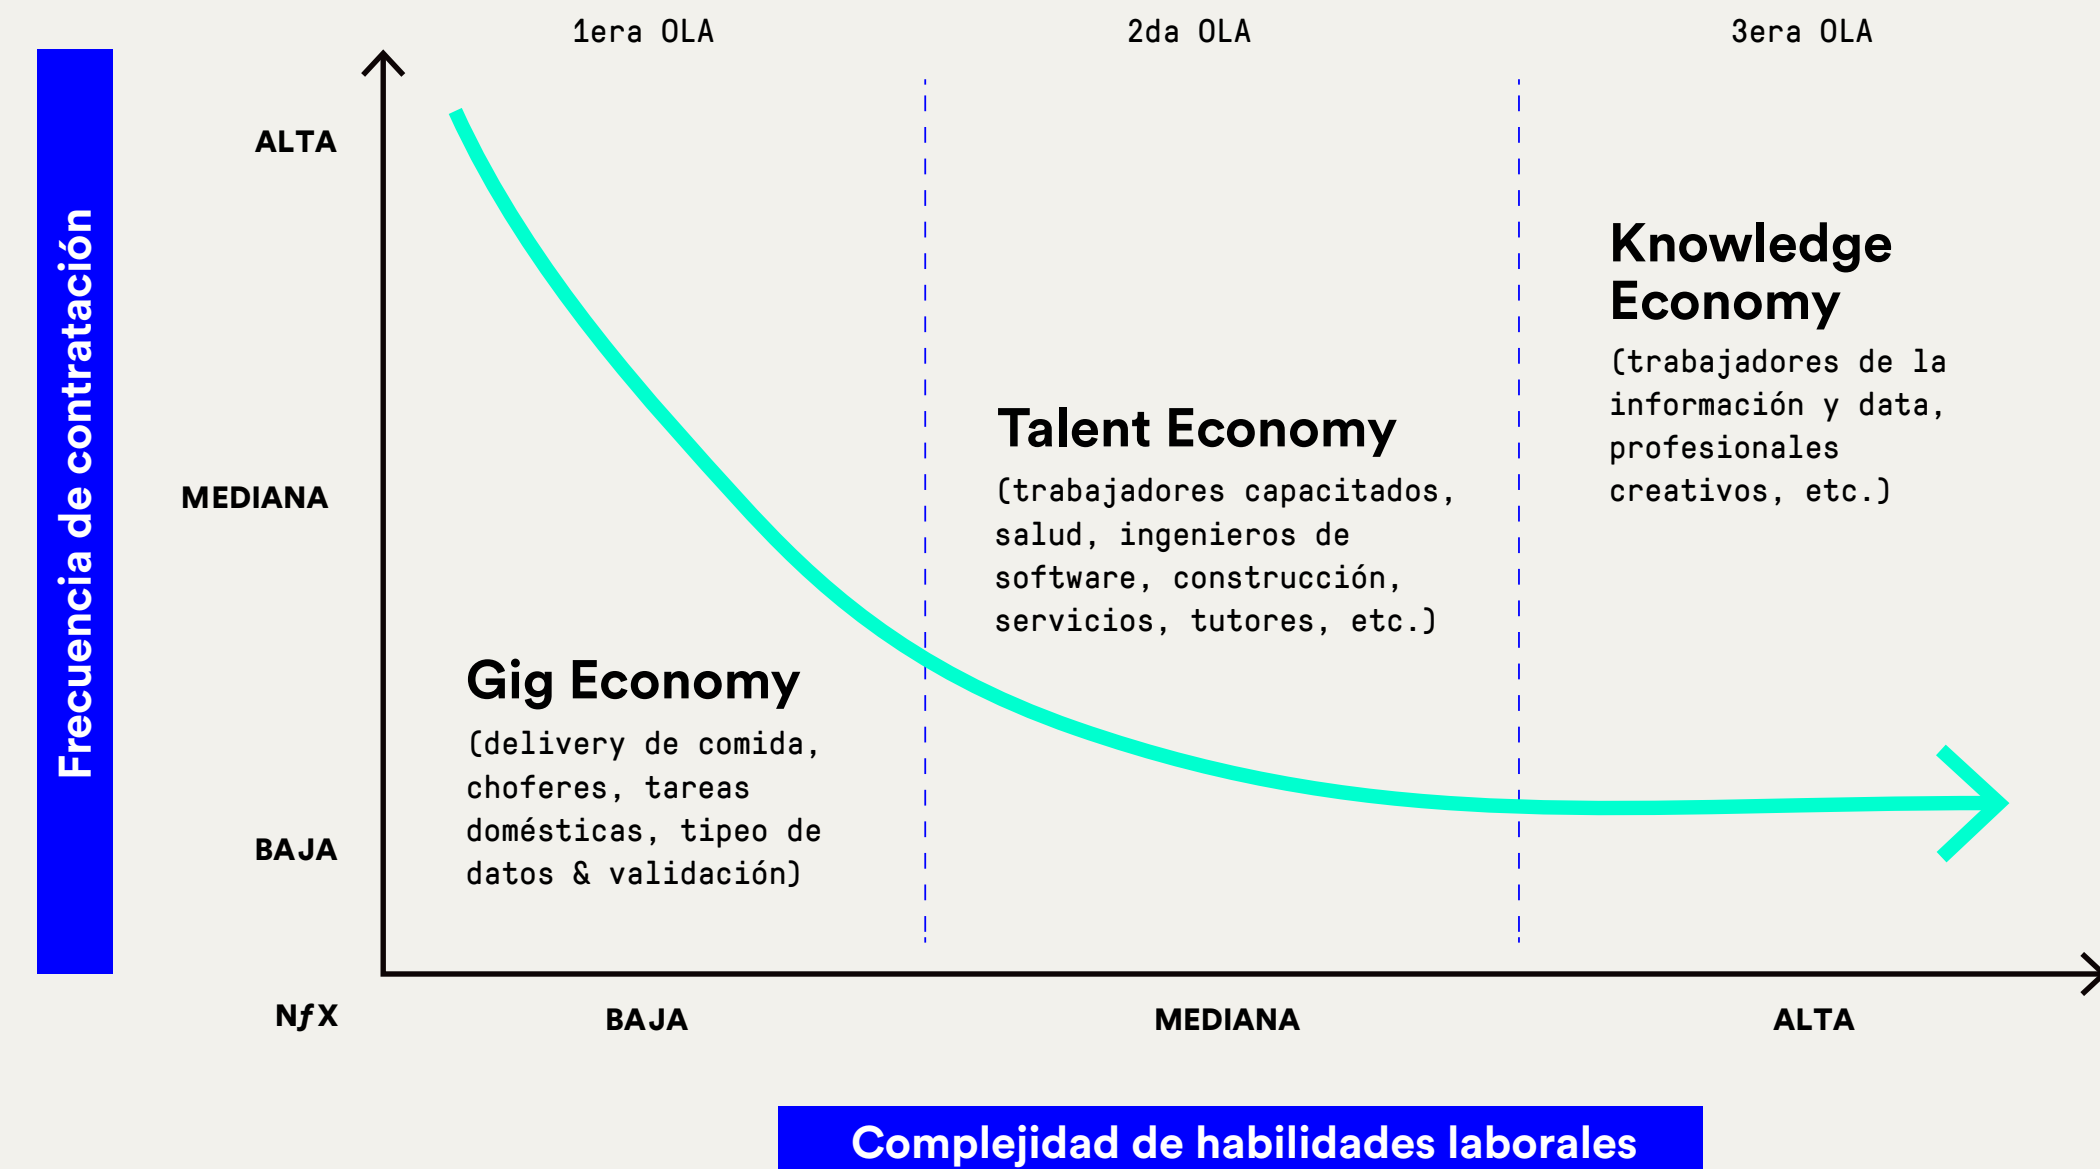 1era OLA
2da OLA
3era OLA
Frecuencia de contratación
ALTA
MEDIANA
BAJA
Gig Economy
(delivery de comida,
choferes, tareas
domésticas, tipeo de
datos & validación)
Talent Economy
(trabajadores capacitados,
salud, ingenieros de
software, construcción,
servicios, tutores, etc.)
Knowledge
Economy
(trabajadores de la
información y data,
profesionales
creativos, etc.)
NƒX
BAJA
MEDIANA
ALTA
Complejidad de habilidades laborales